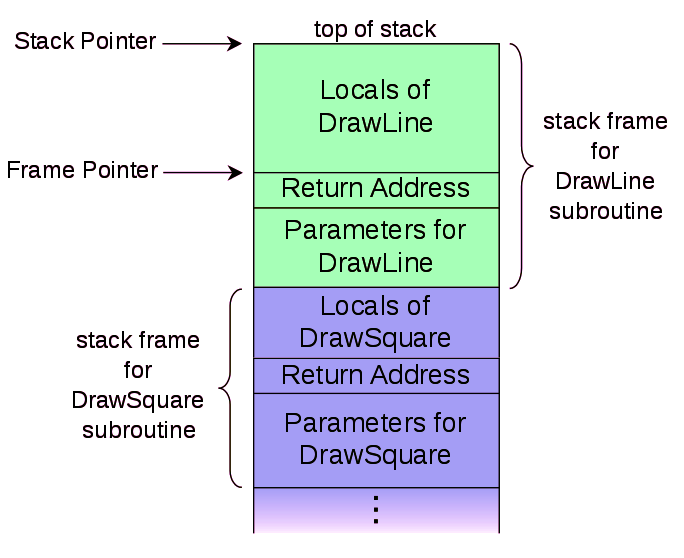 top of stack
Stack Pointer
Locals of
DrawLine
stack frame
for
DrawLine
subroutine
Frame Pointer
Return Address
Parameters for
DrawLine
Locals of
DrawSquare
stack frame
for
DrawSquare
subroutine
Return Address
Parameters for
DrawSquare